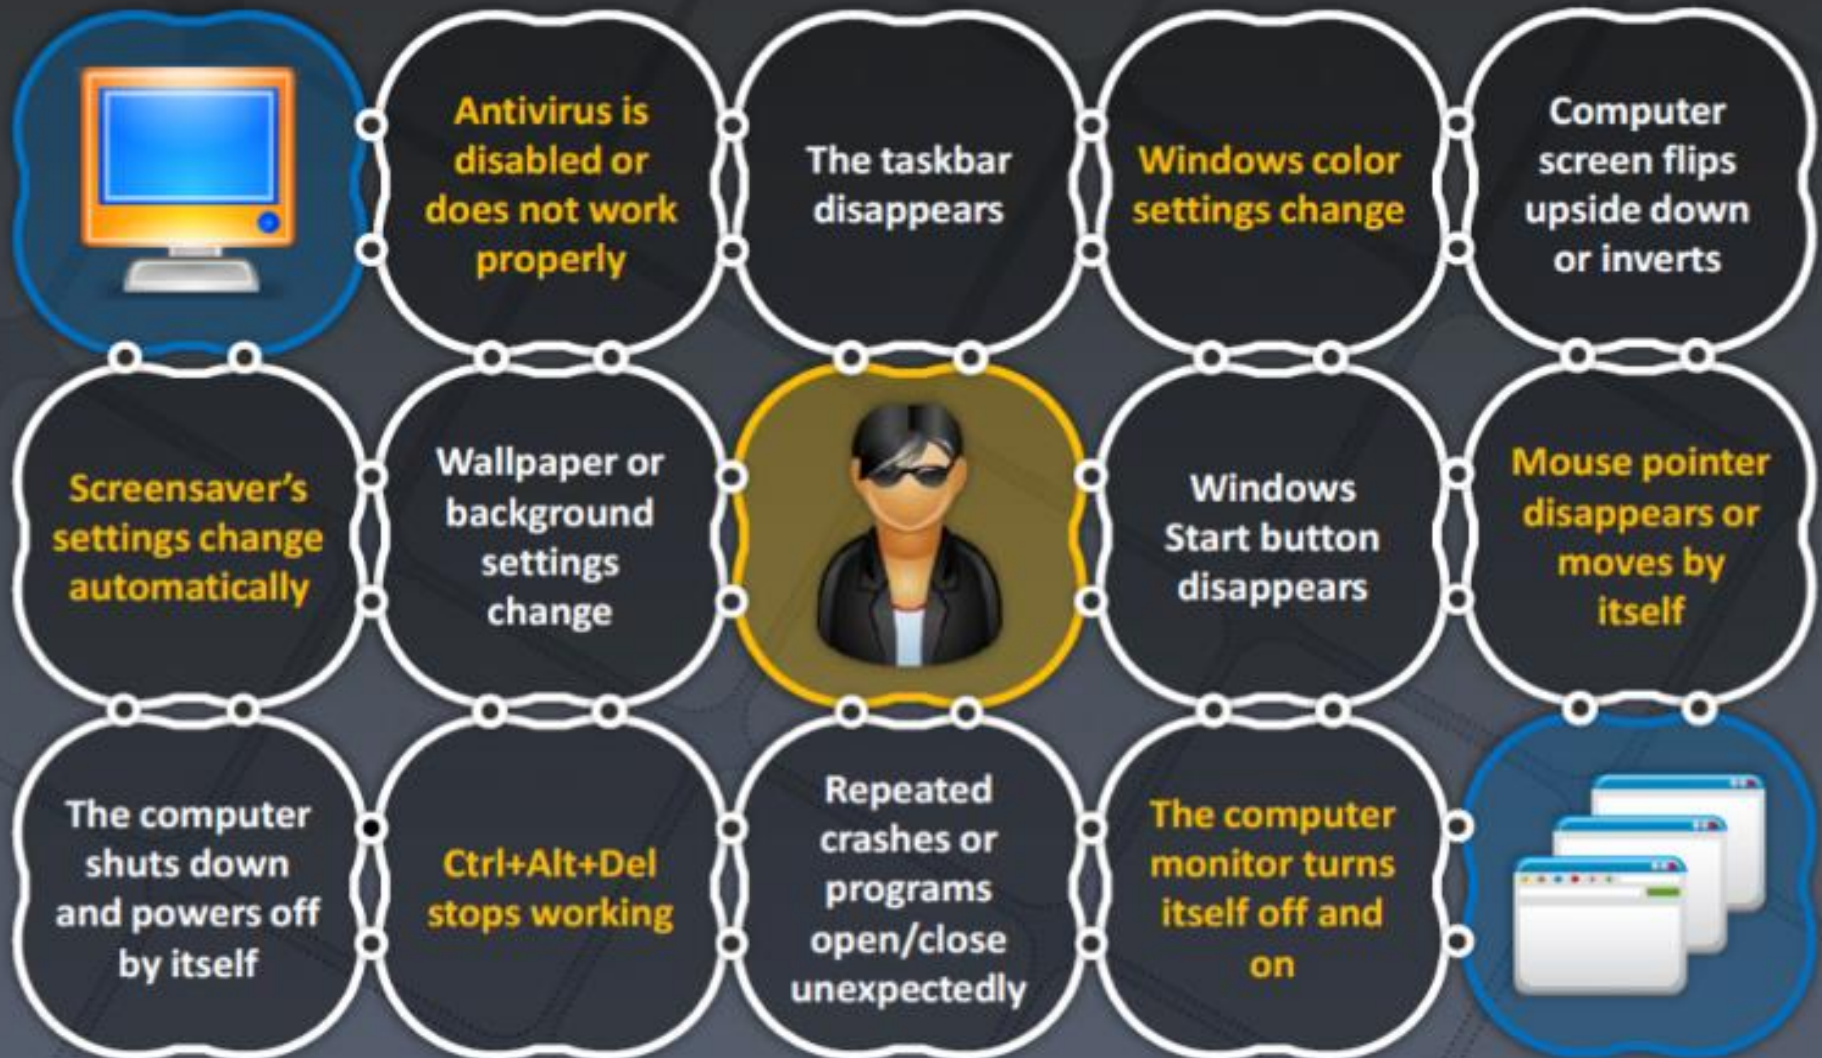 Antivirus is
disabled or
does not work
properly
The taskbar
disappears
Windows color
settings change
Computer
screen flips
upside down
or inverts
Screensaver's
settings change
automatically
Wallpaper or
background
settings
change
Windows
Start button
disappears
Mouse pointer
disappears or
moves by
itself
The computer
shuts down
and powers off
by itself
Ctrl+Alt+Del
stops working
Repeated
crashes or
programs
open/close
unexpectedly
The computer
monitor turns
itself off and
on